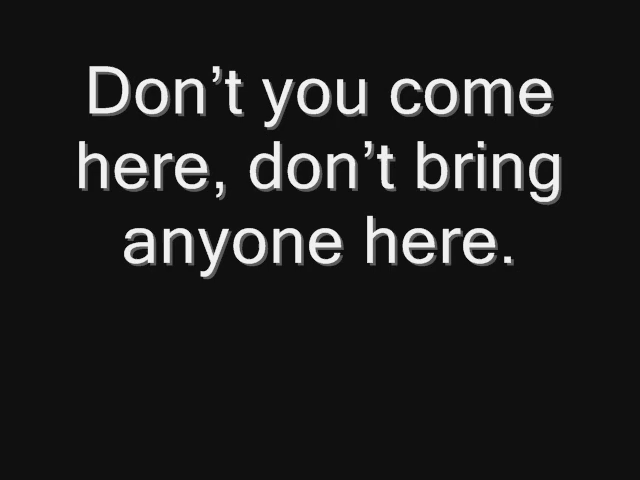 Don’t you come
here, don’t bring
anyone here.